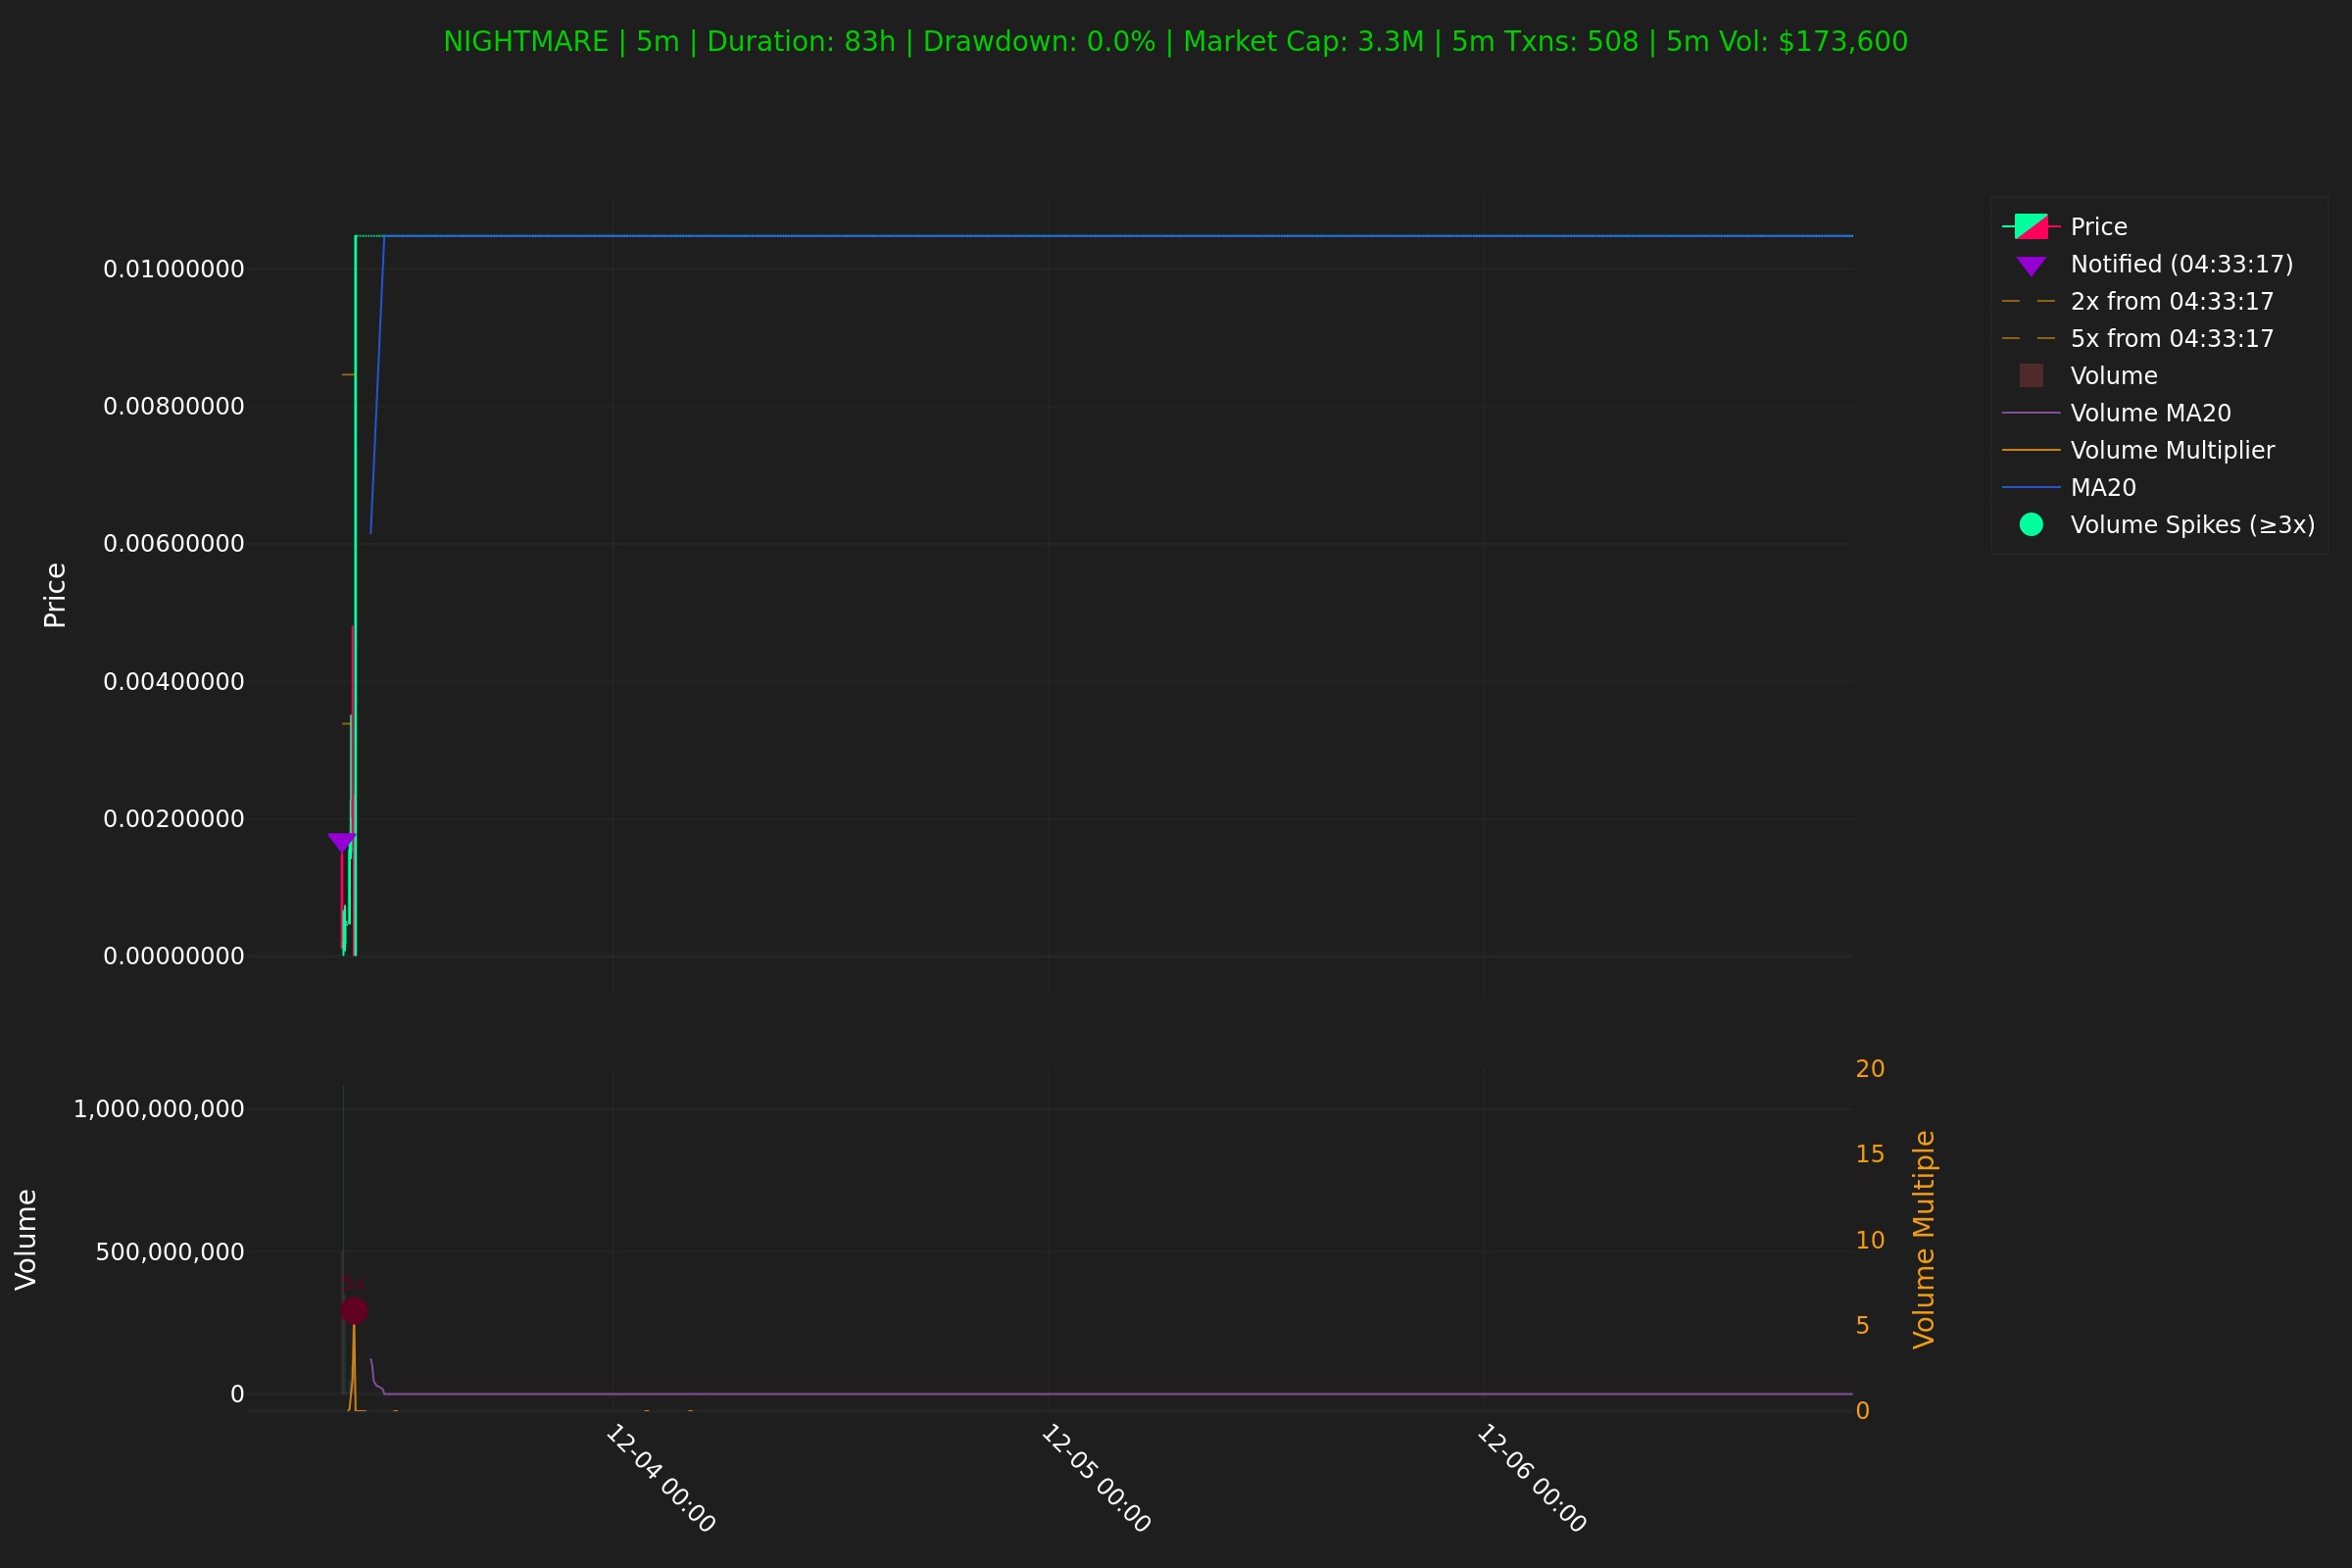 NIGHTMARE | 5m | Duration: 83h | Drawdown: 0.0% | Market Cap: 3.3M | 5m Txns: 508 | 5m Vol: $173,600
Price
0.01000000
0.00800000
0.00600000
0.00400000
0.00200000
0.00000000
Price
Notified (04:33:17)
2x from 04:33:17
5x from 04:33:17
Volume
Volume MA20
Volume Multiplier
MA20
Volume Spikes (≥3x)
Volume
1,000,000,000
500,000,000
0
20
15
10
5
0
Volume Multiple
12-04 00:00
12-05 00:00
12-06 00:00